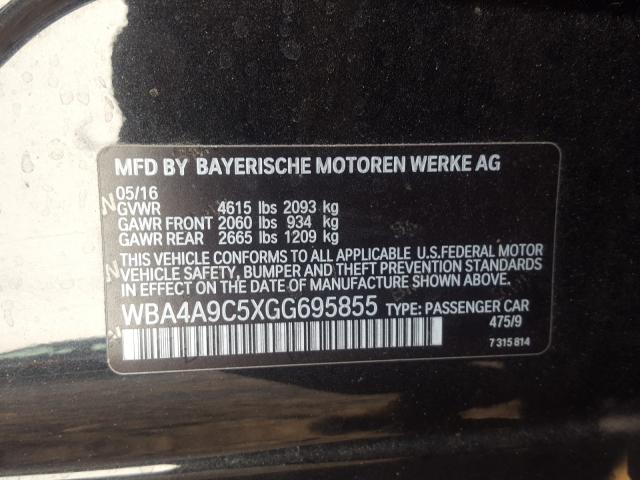 MFD BY BAYERISCHE MOTOREN WERKE AG
05/16
GVWR 4615 lbs 2093 kg
GAWR FRONT 2060 lbs 934 kg
GAWR REAR 2665 lbs 1209 kg
THIS VEHICLE CONFORMS TO ALL APPLICABLE U.S.FEDERAL MOTOR
VEHICLE SAFETY, BUMPER AND THEFT PREVENTION STANDARDS
IN EFFECT ON THE DATE OF MANUFACTURE SHOWN ABOVE.
WBA4A9C5XGG695855 TYPE: PASSENGER CAR
475/9
7 315 814